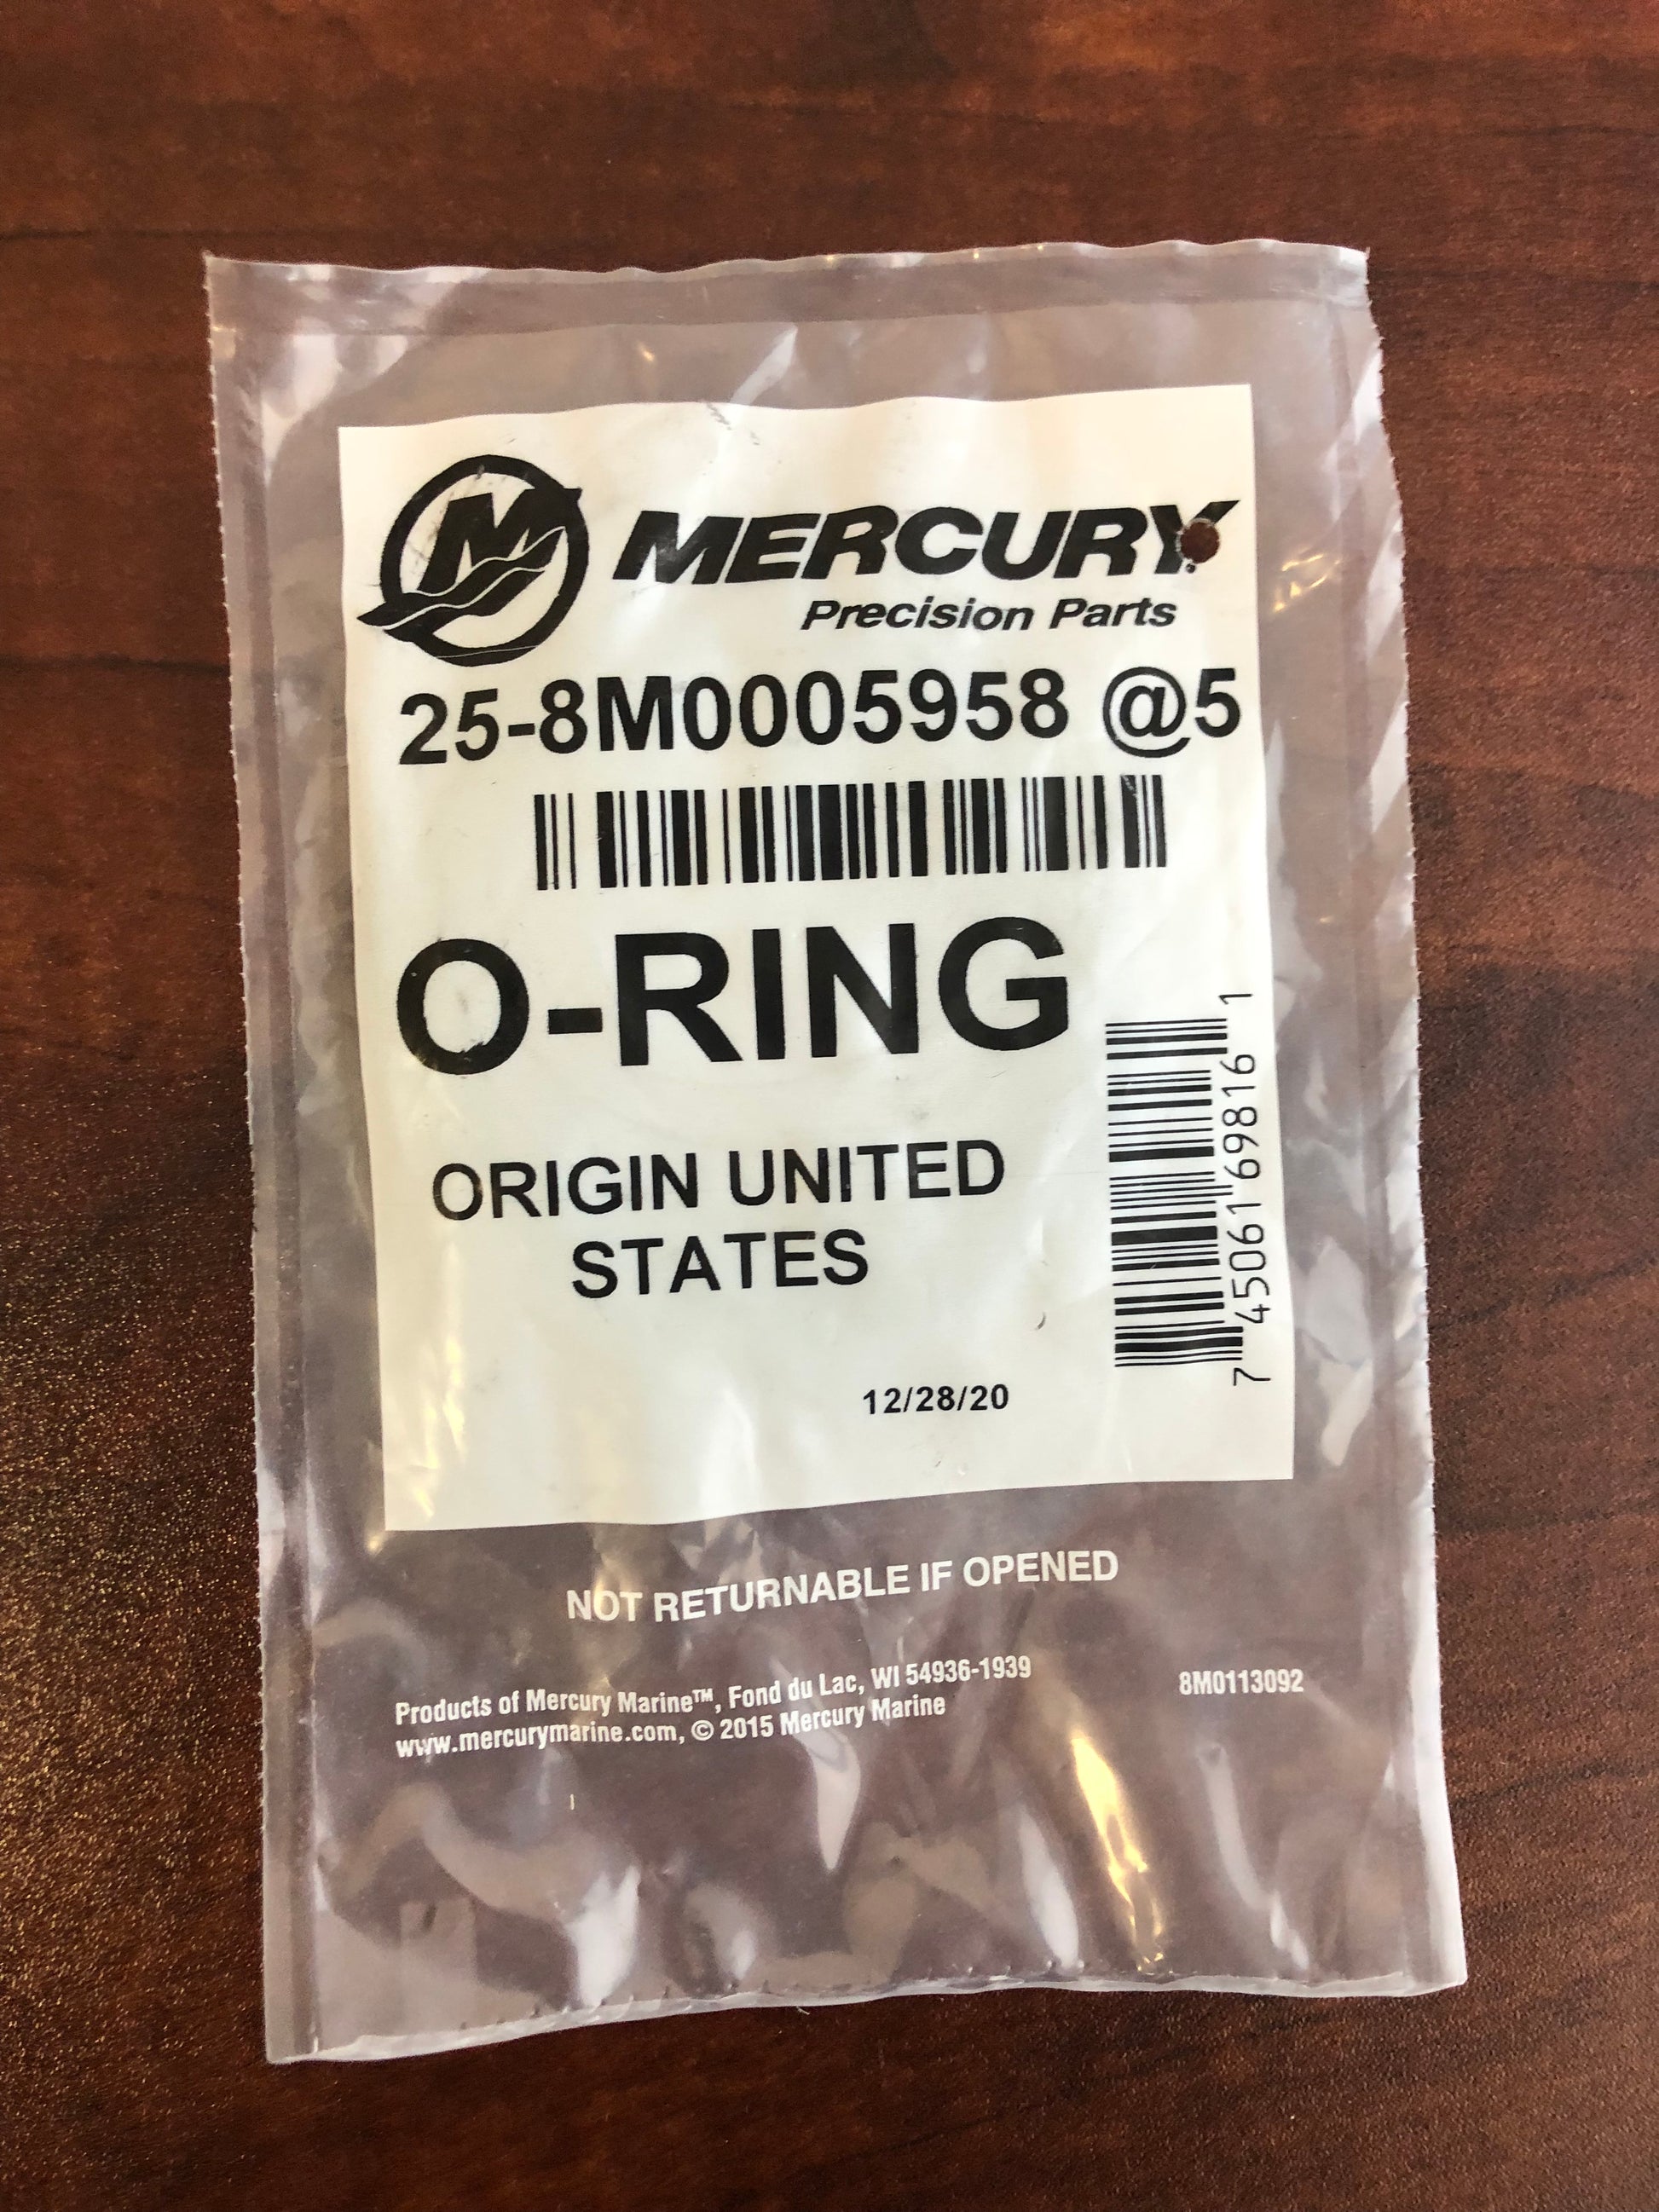 M
MERCURY
Precision Parts
25-8M0005958 @5
O-RING
ORIGIN UNITED
STATES
12/28/20
7 45061 69816 1
NOT RETURNABLE IF OPENED
Products of Mercury Marine™, Fond du Lac, WI 54936-1939
www.mercurymarine.com, © 2015 Mercury Marine
8M0113092